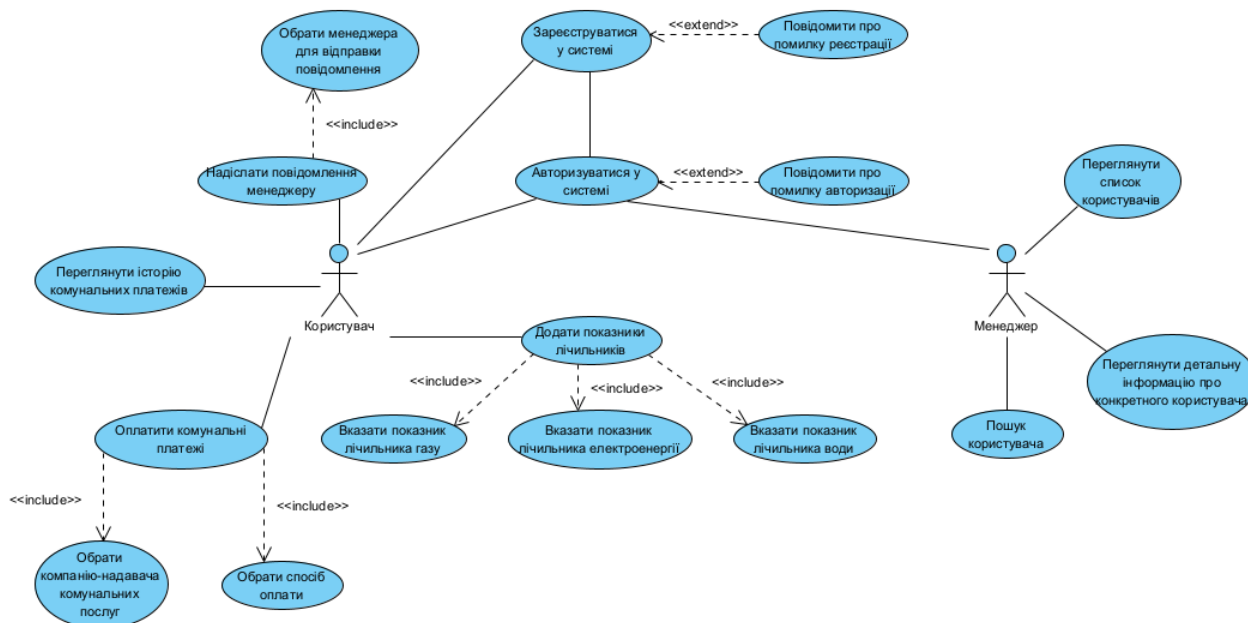 Обрати менеджера
для відправки
повідомлення
Зареєструватися
у системі
<<extend>>
Повідомити про
помилку реєстрації
<<include>>
Надіслати повідомлення
менеджеру
Авторизуватися у
системі
<<extend>>
Повідомити про
помилку авторизації
Переглянути
список
користувачів
Переглянути історію
комунальних платежів
Користувач
Менеджер
Додати показники
лічильників
Переглянути детальну
інформацію про
конкретного користувача
<<include>>
<<include>>
<<include>>
Оплатити комунальні
платежі
Вказати показник
лічильника газу
Вказати показник
лічильника електроенергії
Вказати показник
лічильника води
Пошук
користувача
<<include>>
<<include>>
Обрати
компанію-надавача
комунальних
послуг
Обрати спосіб
оплати